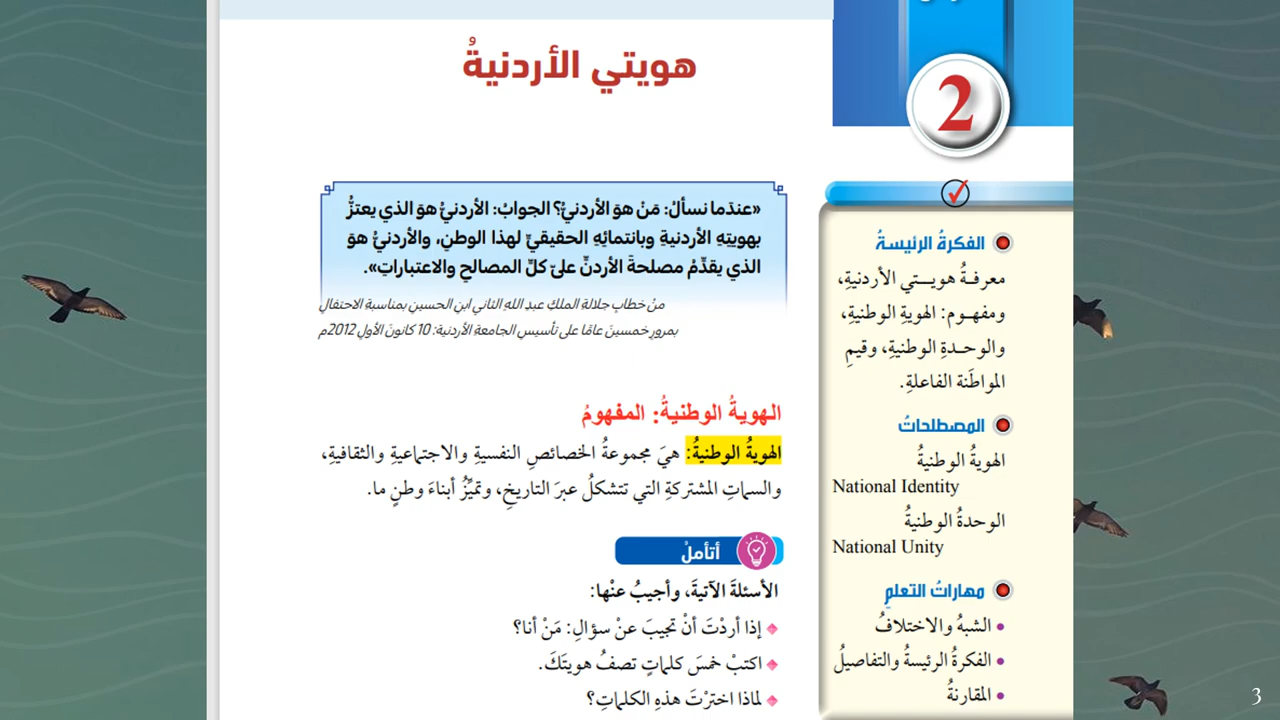 2
هويتي الأردنيةُ
«عندَما نسألُ: مَنْ هوَ الأردنيُّ؟ الجوابُ: الأردنيُّ هوَ الذي يعتزُّ
بهويتِهِ الأردنيةِ وبانتمائِهِ الحقيقيِّ لهذا الوطنِ، والأردنيُّ هوَ
الذي يقدِّمُ مصلحةَ الأردنِّ علىٰ كلِّ المصالحِ والاعتباراتِ».
منْ خطابِ جلالةِ الملكِ عبدِ اللهِ الثاني ابنِ الحسينِ بمناسبةِ الاحتفالِ
بمرورِ خمسينَ عامًا على تأسيسِ الجامعةِ الأردنية: 10 كانونَ الأولِ 2012م
الفكرةُ الرئيسةُ
معرفةُ هويـتي الأردنيةِ،
ومفهـوم: الهويةِ الوطنيةِ،
والوحـدةِ الوطنيةِ، وقيمِ
المواطَنة الفاعلةِ.
المصطلحاتُ
الهويةُ الوطنيةُ
National Identity
الوحدةُ الوطنيةُ
National Unity
مهاراتُ التعلمِ
الشبهُ والاختلافُ
الفكرةُ الرئيسةُ والتفاصيلُ
المقارنةُ
الهويةُ الوطنيةُ: المفهومُ
الهويةُ الوطنيةُ: هيَ مجموعةُ الخصائصِ النفسيةِ والاجتماعيةِ والثقافيةِ،
والسماتِ المشتركةِ التي تتشكلُ عبرَ التاريخِ، وتميِّزُ أبناءَ وطنٍ ما.
أتأملُ
الأسئلةَ الآتيةَ، وأجيبُ عنْها:
إذا أردْتَ أنْ تجيبَ عنْ سؤالِ: مَنْ أنا؟
اكتبْ خمسَ كلماتٍ تصفُ هويتَكَ.
لماذا اخترْتَ هذهِ الكلماتِ؟
3